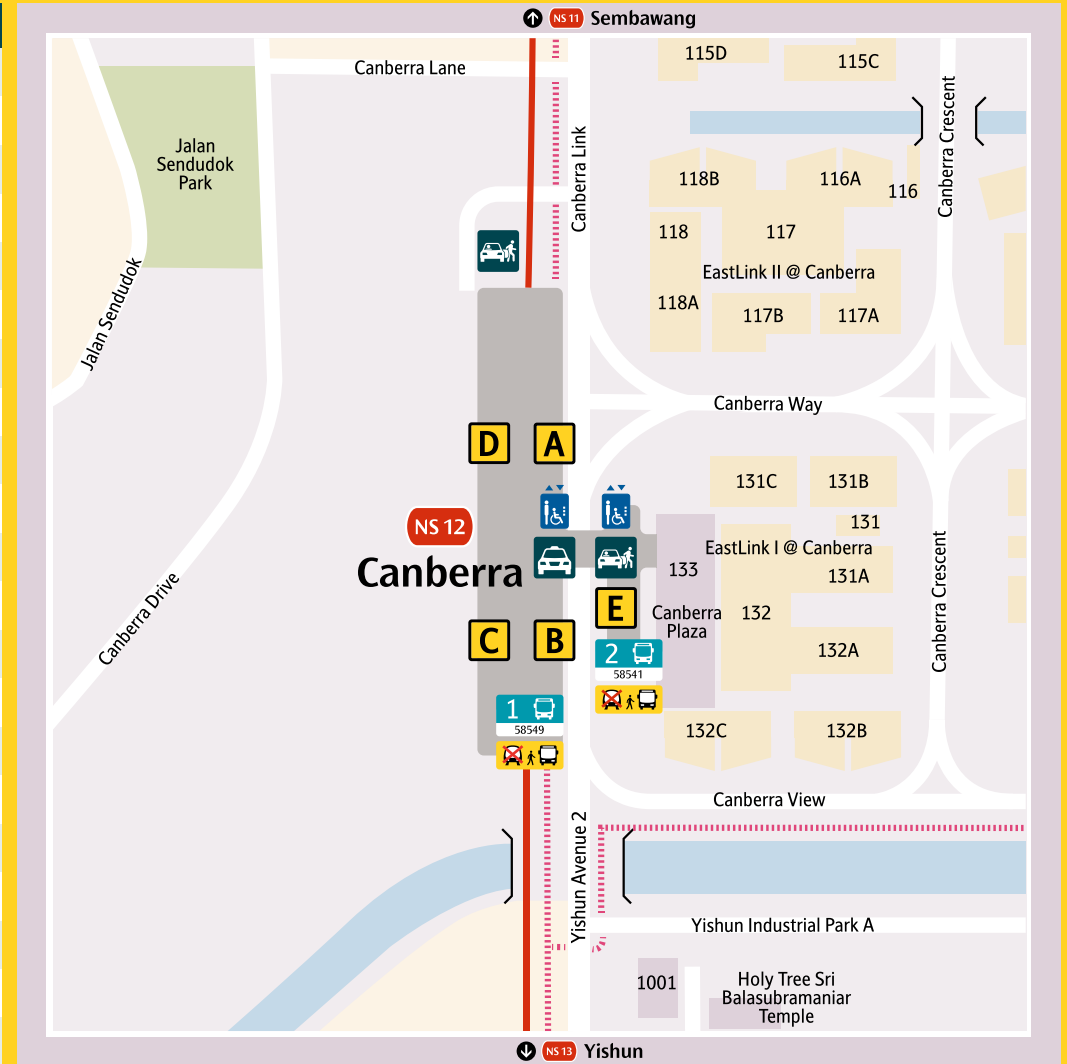 NS 11 Sembawang
115D
115C
Canberra Lane
Canberra Crescent
Canberra Link
Jalan
Sendudok
Park
118B
116A
116
118
117
EastLink II @ Canberra
118A
117B
117A
Jalan Sendudok
Canberra Way
D
A
131C
131B
NS 12
Canberra
131
EastLink I @ Canberra
133
131A
Canberra Crescent
Canberra Drive
E
Canberra
Plaza
132
C
B
132A
2
58541
1
58549
132C
132B
Canberra View
Yishun Avenue 2
Yishun Industrial Park A
1001
Holy Tree Sri
Balasubramaniar
Temple
NS 13 Yishun